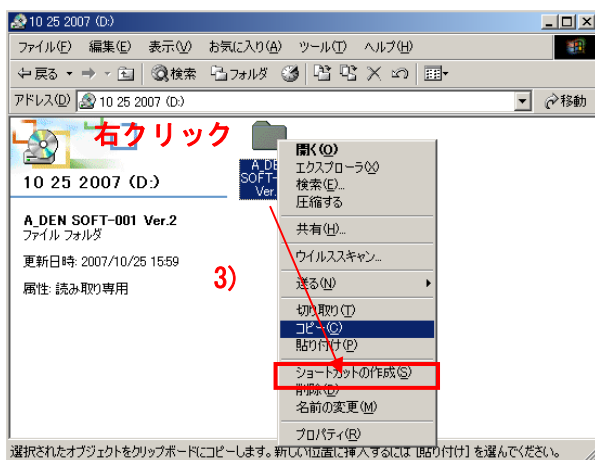 10 25 2007 (D:)
ファイル(F) 編集(E) 表示(V) お気に入り(A) ツール(T) ヘルプ(H)
戻る 検索 フォルダ
アドレス(D) 10 25 2007 (D:) 移動
右クリック
10 25 2007 (D:)
A_DEN SOFT-001 Ver.2
ファイル フォルダ
更新日時: 2007/10/25 15:59
属性: 読み取り専用
3)
A_DE
SOFT-
Ver.
開く(O)
エクスプローラ(X)
検索(E)...
圧縮する
共有(H)...
ウイルススキャン...
送る(N)
切り取り(T)
コピー(C)
貼り付け(P)
ショートカットの作成(S)
削除(D)
名前の変更(M)
プロパティ(R)
選択されたオブジェクトをクリップボードにコピーします。新しい位置に挿入するには [貼り付け] を選んでください。